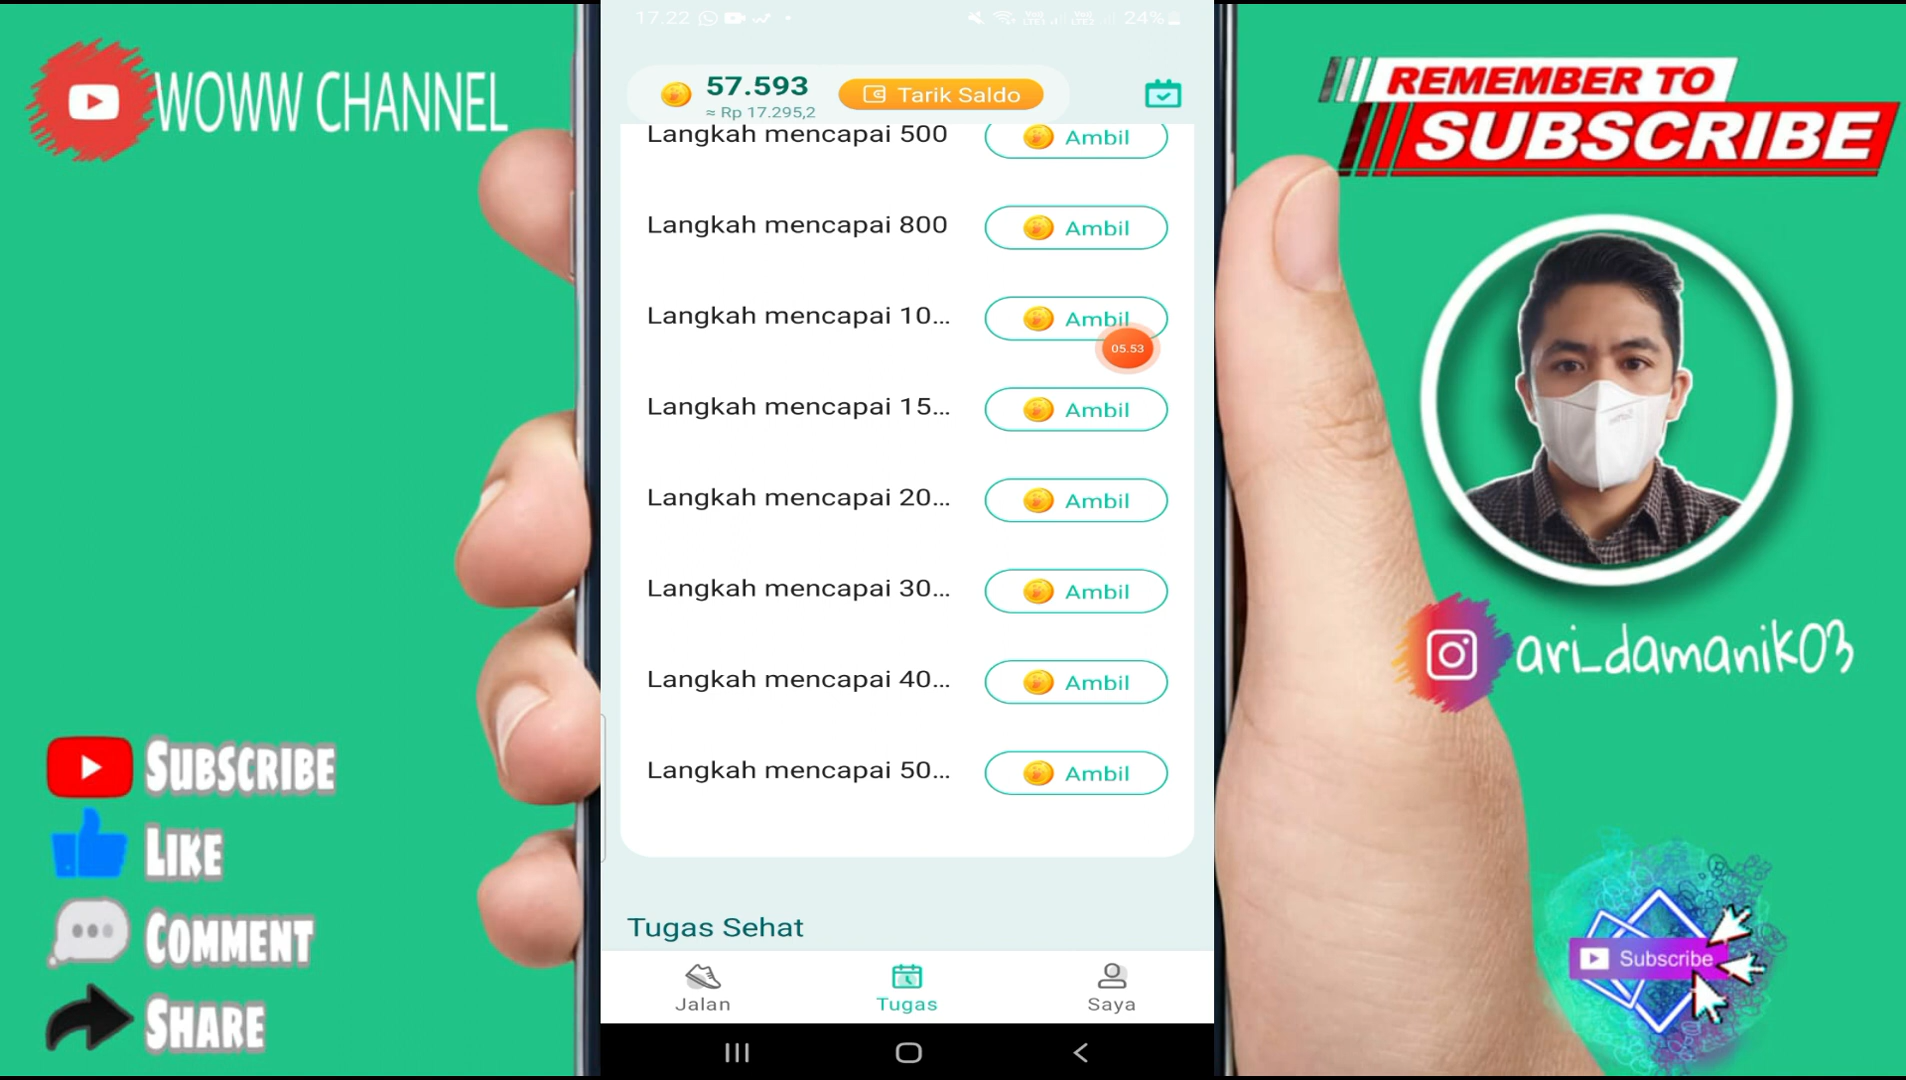 WOWW CHANNEL
17.22
24%
57.593
≈ Rp 17.295,2
Tarik Saldo
Langkah mencapai 500
Ambil
Langkah mencapai 800
Ambil
Langkah mencapai 10...
Ambil
05.53
Langkah mencapai 15...
Ambil
Langkah mencapai 20...
Ambil
Langkah mencapai 30...
Ambil
Langkah mencapai 40...
Ambil
Langkah mencapai 50...
Ambil
Tugas Sehat
Jalan
Tugas
Saya
REMEMBER TO
SUBSCRIBE
ari_damanik03
SUBSCRIBE
LIKE
COMMENT
SHARE
Subscribe